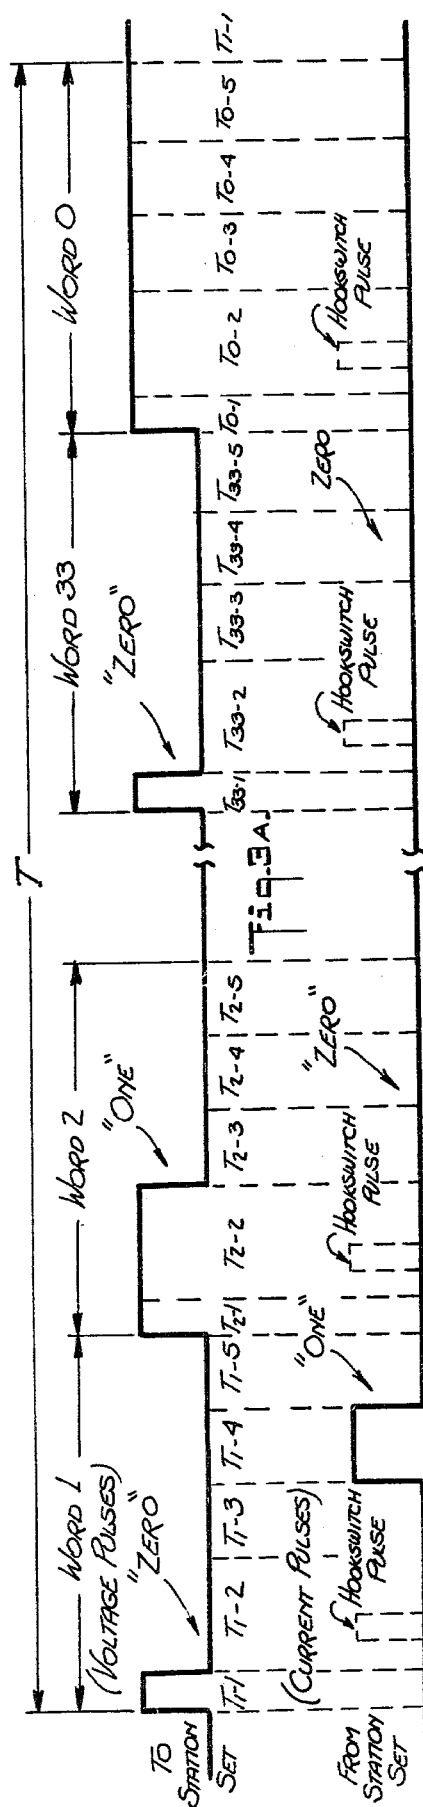 T
WORD 1
WORD 2
WORD 33
WORD 0
(VOLTAGE PULSES)
"ZERO"
"ONE"
"ZERO"
TO
STATION
SET
T1-1
T1-2
T1-3
T1-4
T1-5
T2-1
T2-2
T2-3
T2-4
T2-5
T33-1
T33-2
T33-3
T33-4
T33-5
T0-1
T0-2
T0-3
T0-4
T0-5
T1-1
Fig.3A.
(CURRENT PULSES)
FROM
STATION
SET
HOOKSWITCH
PULSE
"ONE"
HOOKSWITCH
PULSE
"ZERO"
HOOKSWITCH
PULSE
ZERO
HOOKSWITCH
PULSE